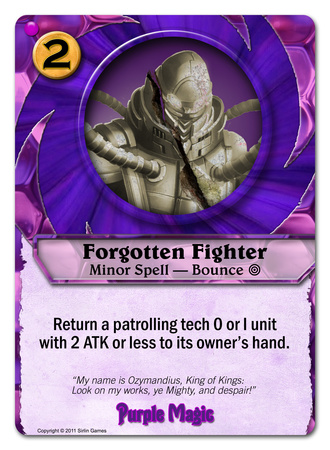 2
Forgotten Fighter
Minor Spell — Bounce ◎
Return a patrolling tech 0 or I unit
with 2 ATK or less to its owner's hand.
“My name is Ozymandius, King of Kings:
Look on my works, ye Mighty, and despair!”
Purple Magic
Copyright © 2011 Sirlin Games